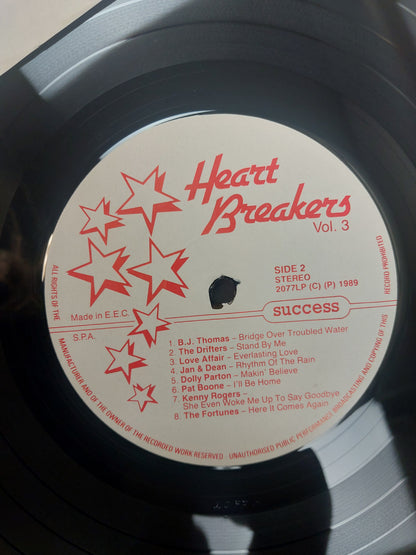 Heart
Breakers
Vol. 3
SIDE 2
STEREO
2077LP (C) (P) 1989
success
Made in E.E.C.
S.P.A.
1. B.J. Thomas – Bridge Over Troubled Water
2. The Drifters – Stand By Me
3. Love Affair – Everlasting Love
4. Jan & Dean – Rhythm Of The Rain
5. Dolly Parton – Makin' Believe
6. Pat Boone – I'll Be Home
7. Kenny Rogers –
She Even Woke Me Up To Say Goodbye
8. The Fortunes – Here It Comes Again
ALL RIGHTS OF THE MANUFACTURER AND OF THE OWNER OF THE RECORDED WORK RESERVED · UNAUTHORISED PUBLIC PERFORMANCE BROADCASTING AND COPYING OF THIS RECORD PROHIBITED.